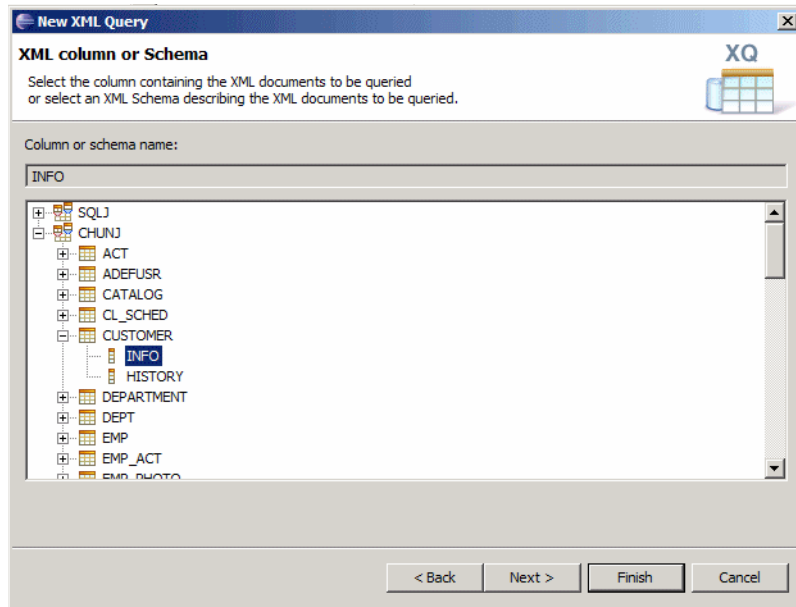 New XML Query
XML column or Schema
XQ
Select the column containing the XML documents to be queried
or select an XML Schema describing the XML documents to be queried.
Column or schema name:
INFO
SQLJ
CHUNJ
ACT
ADEFUSR
CATALOG
CL_SCHED
CUSTOMER
INFO
HISTORY
DEPARTMENT
DEPT
EMP
EMP_ACT
EMP_PHOTO
< Back
Next >
Finish
Cancel